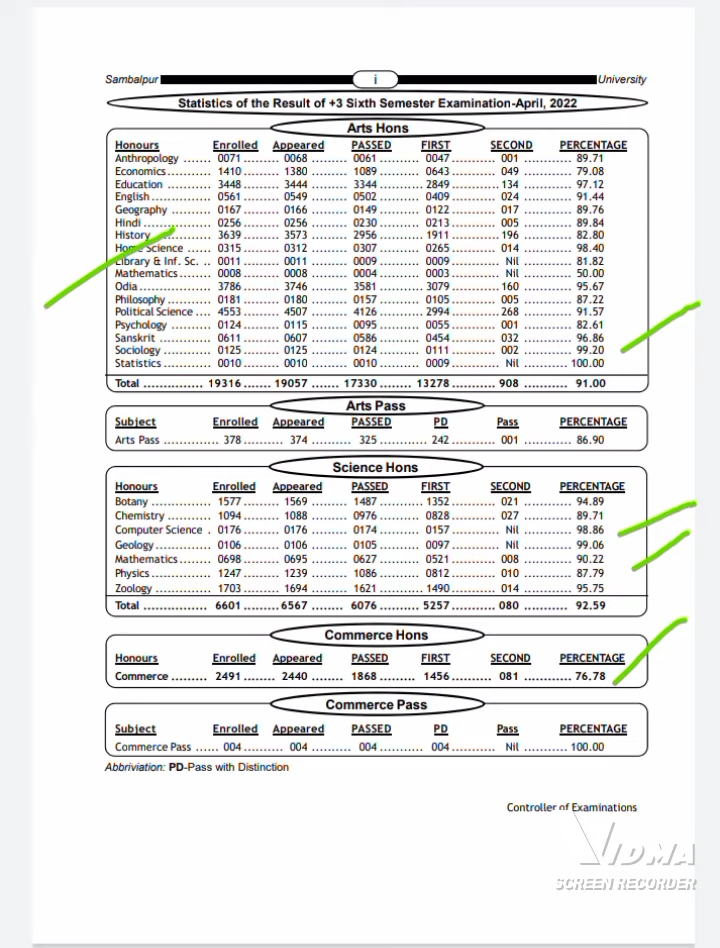 Sambalpur i University
Statistics of the Result of +3 Sixth Semester Examination-April, 2022
Arts Hons
Honours Enrolled Appeared PASSED FIRST SECOND PERCENTAGE
Anthropology ...... 0071 ......... 0068 ......... 0061 ......... 0047 ........... 001 ........... 89.71
Economics ........... 1410 ......... 1380 ......... 1089 ......... 0643 ........... 049 ........... 79.08
Education ........... 3448 ......... 3444 ......... 3344 ......... 2849 ........... 134 ........... 97.12
English ............... 0561 ......... 0549 ......... 0502 ......... 0409 ........... 024 ........... 91.44
Geography .......... 0167 ......... 0166 ......... 0149 ......... 0122 ........... 017 ........... 89.76
Hindi ................. 0256 ......... 0256 ......... 0230 ......... 0213 ........... 005 ........... 89.84
History ............... 3639 ......... 3573 ......... 2956 ......... 1911 ........... 196 ........... 82.80
Home Science ....... 0315 ......... 0312 ......... 0307 ......... 0265 ........... 014 ........... 98.40
Library & Inf. Sc. .. 0011 ......... 0011 ......... 0009 ......... 0009 ........... Nil ........... 81.82
Mathematics ........ 0008 ......... 0008 ......... 0004 ......... 0003 ........... Nil ........... 50.00
Odia .................. 3786 ......... 3746 ......... 3581 ......... 3079 ........... 160 ........... 95.67
Philosophy .......... 0181 ......... 0180 ......... 0157 ......... 0105 ........... 005 ........... 87.22
Political Science .... 4553 ......... 4507 ......... 4126 ......... 2994 ........... 268 ........... 91.57
Psychology .......... 0124 ......... 0115 ......... 0095 ......... 0055 ........... 001 ........... 82.61
Sanskrit .............. 0611 ......... 0607 ......... 0586 ......... 0454 ........... 032 ........... 96.86
Sociology ............ 0125 ......... 0125 ......... 0124 ......... 0111 ........... 002 ........... 99.20
Statistics ............ 0010 ......... 0010 ......... 0010 ......... 0009 ........... Nil ........... 100.00
Total ............... 19316 ....... 19057 ....... 17330 ....... 13278 .......... 908 ........... 91.00
Arts Pass
Subject Enrolled Appeared PASSED PD Pass PERCENTAGE
Arts Pass .............. 378 .......... 374 .......... 325 .......... 242 ............ 001 ........... 86.90
Science Hons
Honours Enrolled Appeared PASSED FIRST SECOND PERCENTAGE
Botany ............... 1577 ......... 1569 ......... 1487 ......... 1352 ........... 021 ........... 94.89
Chemistry ........... 1094 ......... 1088 ......... 0976 ......... 0828 ........... 027 ........... 89.71
Computer Science . 0176 ......... 0176 ......... 0174 ......... 0157 ........... Nil ........... 98.86
Geology .............. 0106 ......... 0106 ......... 0105 ......... 0097 ........... Nil ........... 99.06
Mathematics ........ 0698 ......... 0695 ......... 0627 ......... 0521 ........... 008 ........... 90.22
Physics ............... 1247 ......... 1239 ......... 1086 ......... 0812 ........... 010 ........... 87.79
Zoology .............. 1703 ......... 1694 ......... 1621 ......... 1490 ........... 014 ........... 95.75
Total ................ 6601 ......... 6567 ......... 6076 ......... 5257 ........... 080 ........... 92.59
Commerce Hons
Honours Enrolled Appeared PASSED FIRST SECOND PERCENTAGE
Commerce ......... 2491 ......... 2440 ........ 1868 ........ 1456 ........... 081 ........... 76.78
Commerce Pass
Subject Enrolled Appeared PASSED PD Pass PERCENTAGE
Commerce Pass ...... 004 .......... 004 .......... 004 .......... 004 ............ Nil ........... 100.00
Abbriviation: PD-Pass with Distinction
Controller of Examinations
VIDMA
SCREEN RECORDER